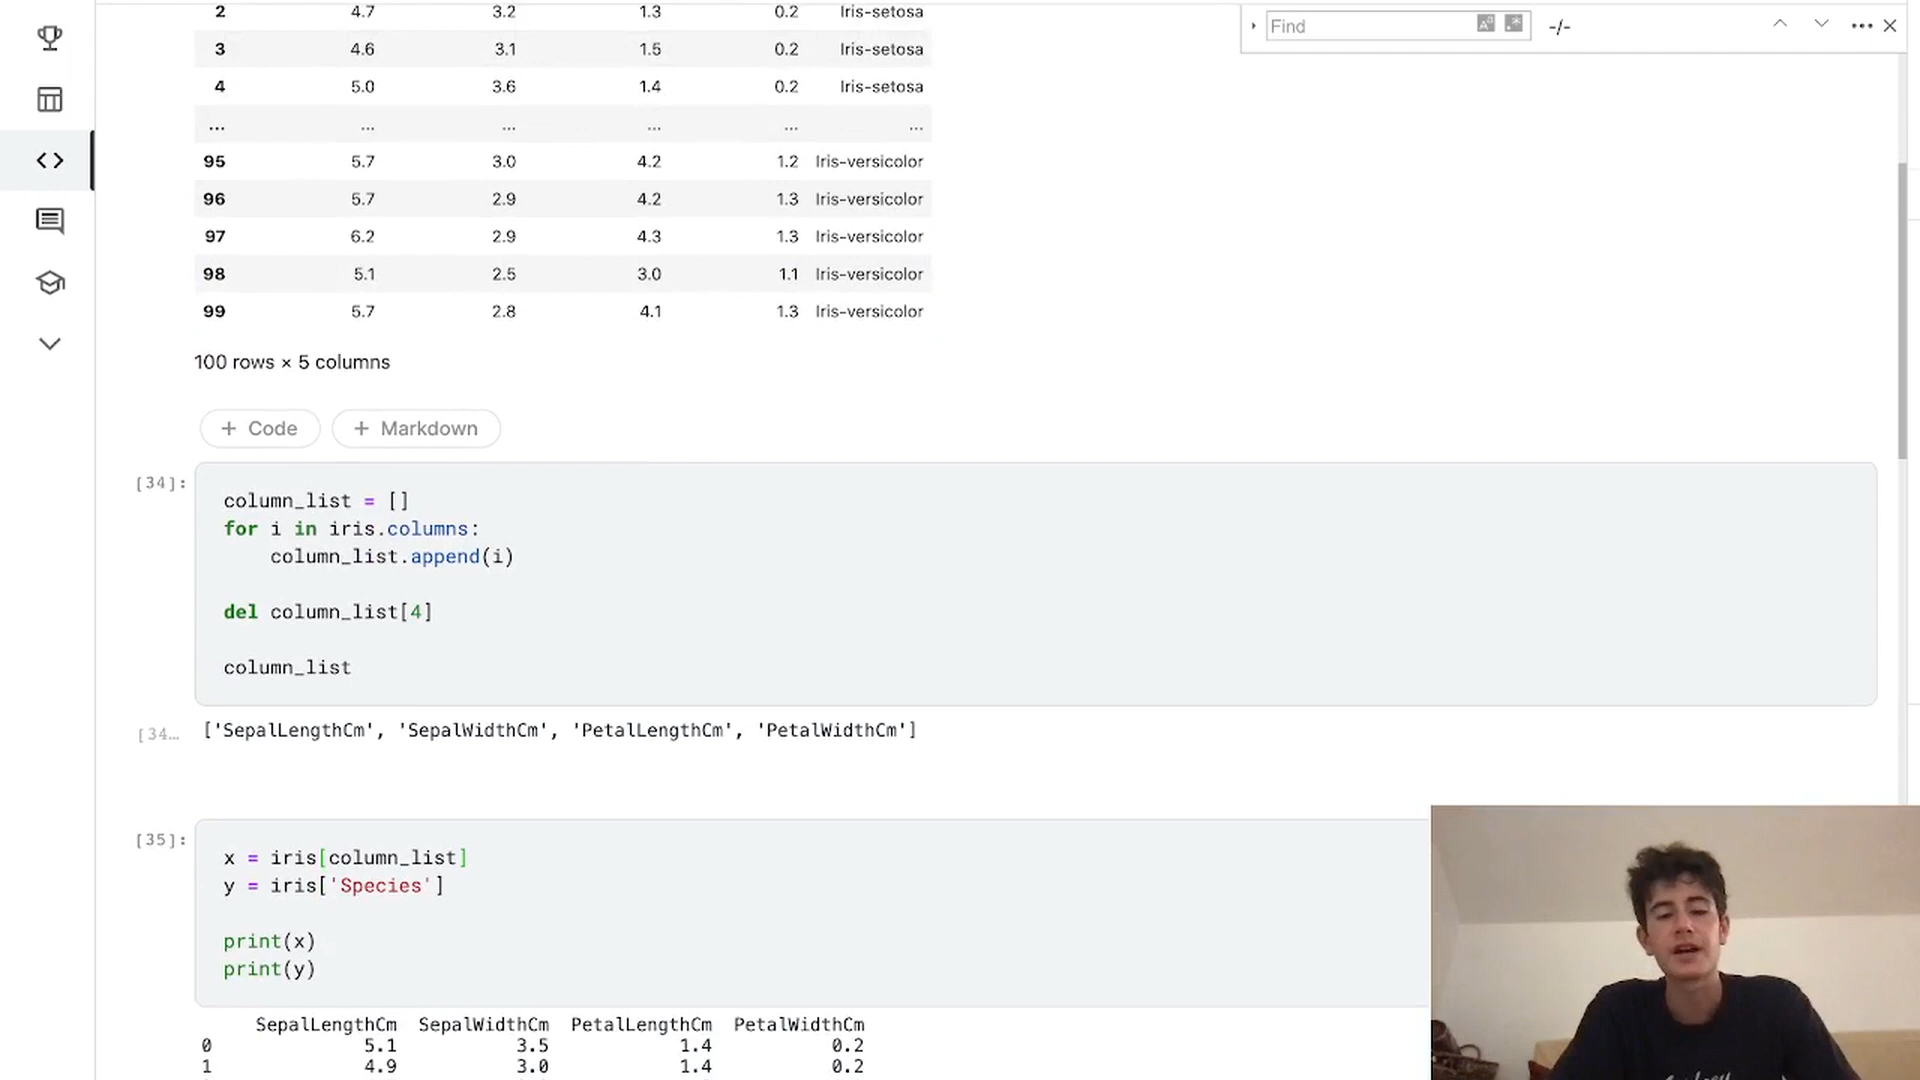 2 4.7 3.2 1.3 0.2 Iris-setosa
Find -/-
3 4.6 3.1 1.5 0.2 Iris-setosa
4 5.0 3.6 1.4 0.2 Iris-setosa
... ... ... ... ... ...
95 5.7 3.0 4.2 1.2 Iris-versicolor
96 5.7 2.9 4.2 1.3 Iris-versicolor
97 6.2 2.9 4.3 1.3 Iris-versicolor
98 5.1 2.5 3.0 1.1 Iris-versicolor
99 5.7 2.8 4.1 1.3 Iris-versicolor
100 rows × 5 columns
+ Code + Markdown
[34]:
column_list = []
for i in iris.columns:
    column_list.append(i)
del column_list[4]
column_list
[34… ['SepalLengthCm', 'SepalWidthCm', 'PetalLengthCm', 'PetalWidthCm']
[35]:
x = iris[column_list]
y = iris['Species']
print(x)
print(y)
SepalLengthCm SepalWidthCm PetalLengthCm PetalWidthCm
0 5.1 3.5 1.4 0.2
1 4.9 3.0 1.4 0.2